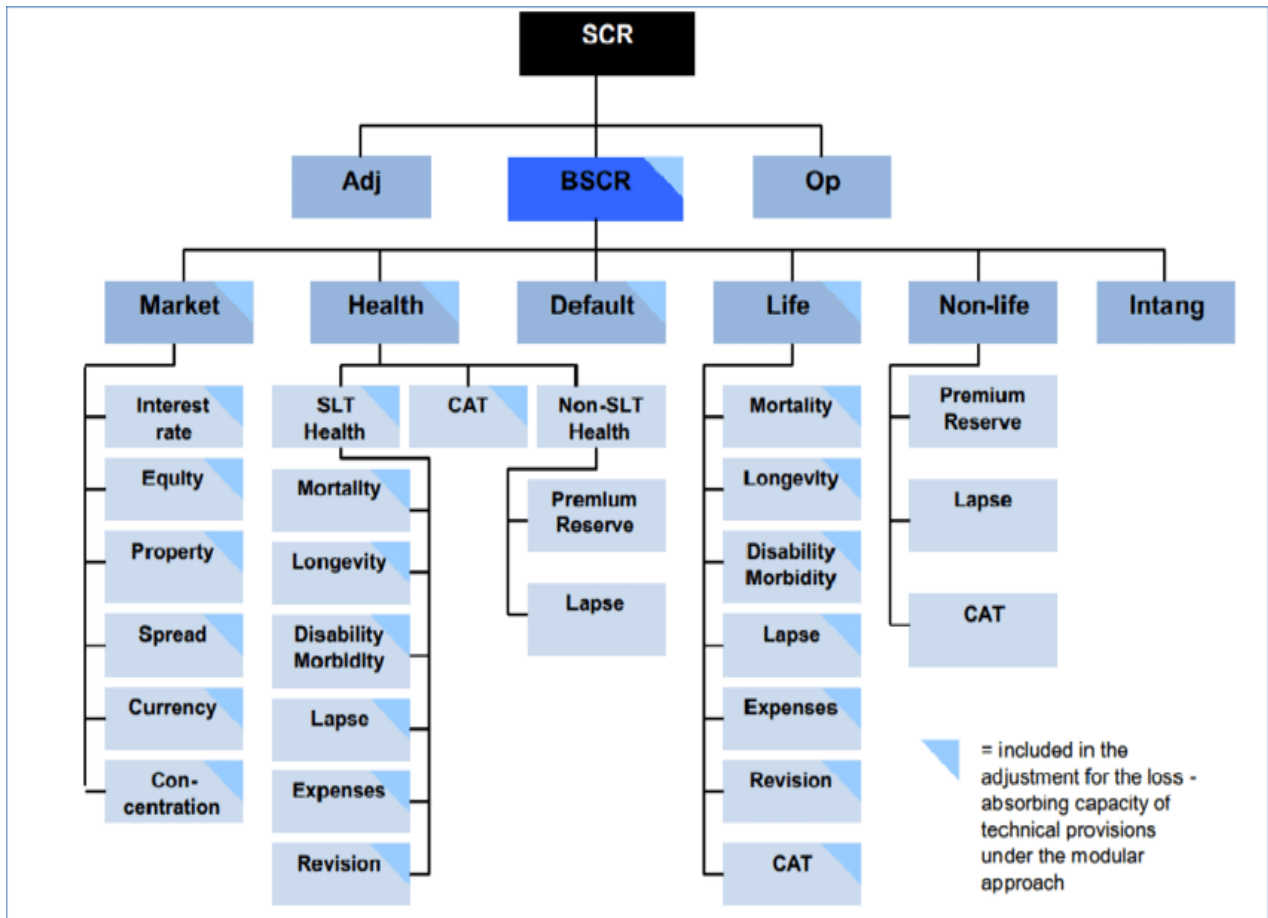 SCR
Adj
BSCR
Op
Market
Health
Default
Life
Non-life
Intang
Interest
rate
Equity
Property
Spread
Currency
Con-
centration
SLT
Health
CAT
Non-SLT
Health
Mortality
Longevity
Disability
Morbidity
Lapse
Expenses
Revision
Premium
Reserve
Lapse
Mortality
Longevity
Disability
Morbidity
Lapse
Expenses
Revision
CAT
Premium
Reserve
Lapse
CAT
= included in the
adjustment for the loss -
absorbing capacity of
technical provisions
under the modular
approach